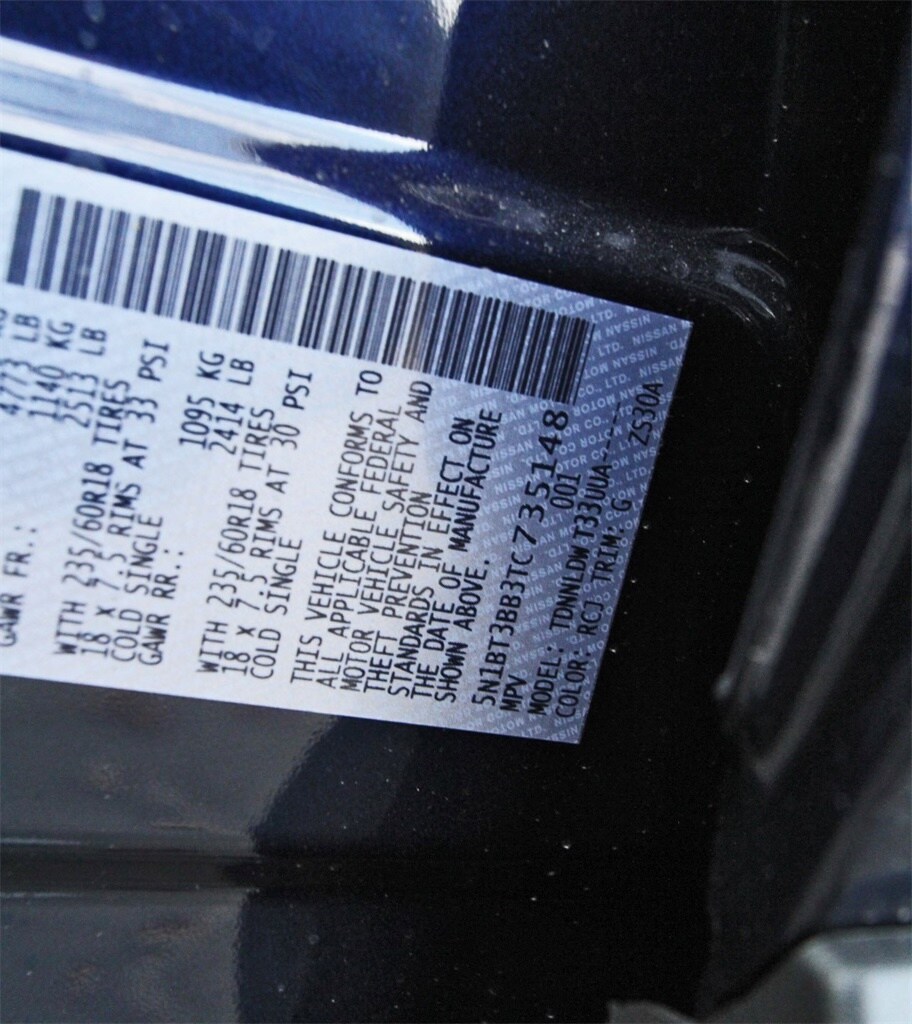 4773 LB
GAWR FR.: 1140 KG
2513 LB
WITH 235/60R18 TIRES
18 X 7.5 RIMS AT 33 PSI
COLD SINGLE
GAWR RR.: 1095 KG
2414 LB
WITH 235/60R18 TIRES
18 X 7.5 RIMS AT 30 PSI
COLD SINGLE
THIS VEHICLE CONFORMS TO
ALL APPLICABLE FEDERAL
MOTOR VEHICLE SAFETY AND
THEFT PREVENTION
STANDARDS IN EFFECT ON
THE DATE OF MANUFACTURE
SHOWN ABOVE.
5N1BT3BB3TC735148
MPV 001
MODEL: TDNNLDWT33UUA-----
COLOR: RCJ TRIM: G ZS30A